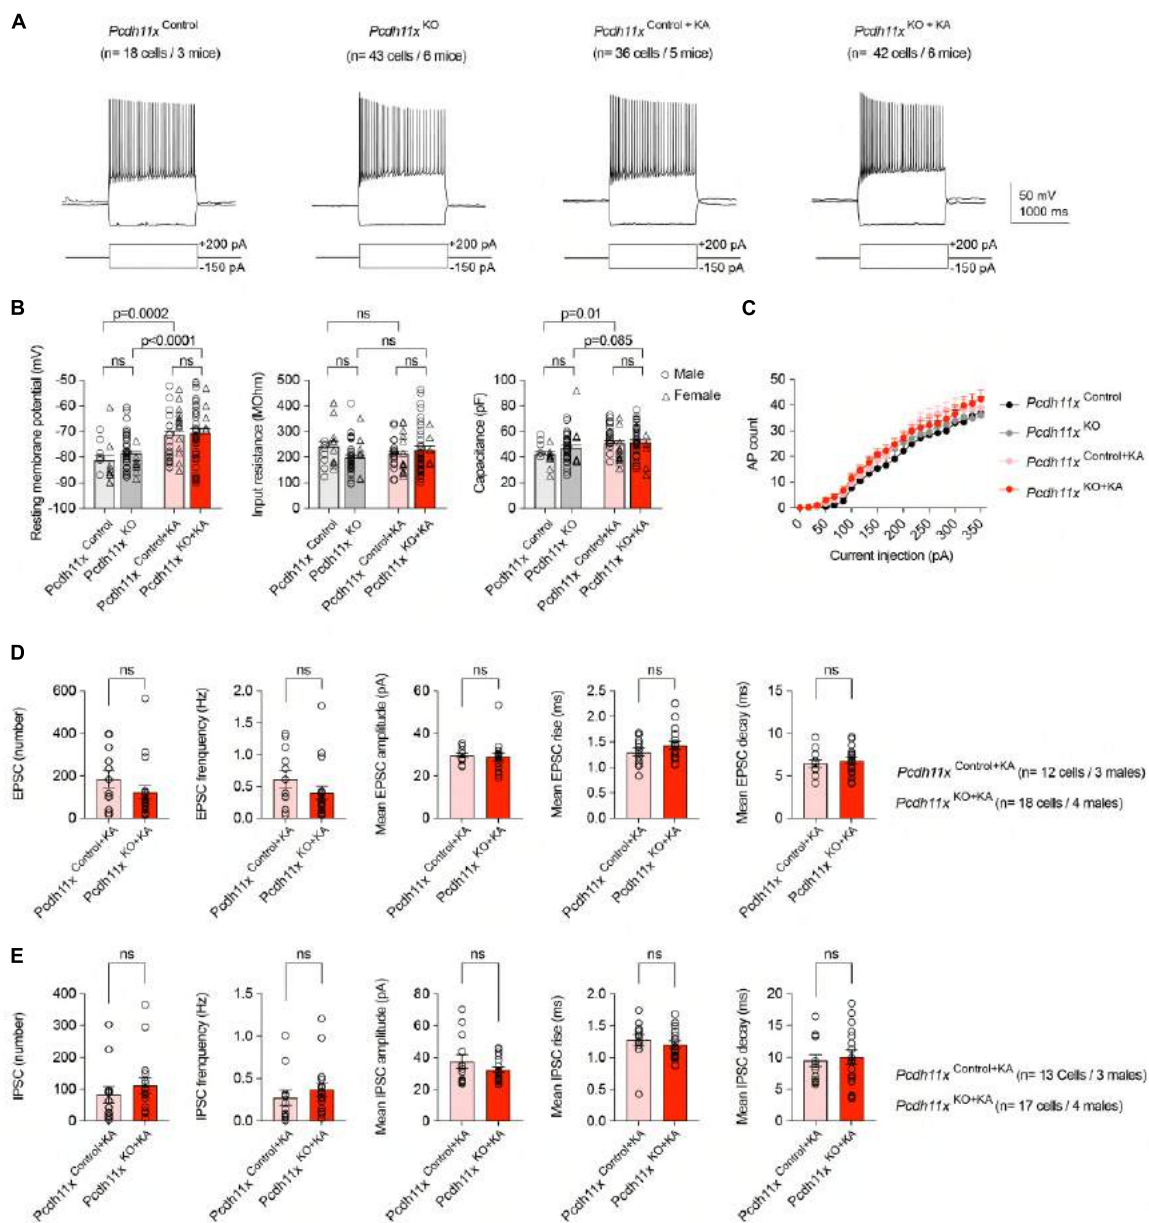 A
Pcdh11x Control
(n= 18 cells / 3 mice)
Pcdh11x KO
(n= 43 cells / 6 mice)
Pcdh11x Control + KA
(n= 36 cells / 5 mice)
Pcdh11x KO + KA
(n= 42 cells / 6 mice)
50 mV
1000 ms
+200 pA
-150 pA
+200 pA
-150 pA
+200 pA
-150 pA
+200 pA
-150 pA
B
p=0.0002
p<0.0001
ns
ns
Resting membrane potential (mV)
-50
-60
-70
-80
-90
-100
Pcdh11x Control
Pcdh11x KO
Pcdh11x Control+KA
Pcdh11x KO+KA
ns
ns
ns
ns
Input resistance (MOhm)
500
400
300
200
100
0
Pcdh11x Control
Pcdh11x KO
Pcdh11x Control+KA
Pcdh11x KO+KA
p=0.01
p=0.085
ns
ns
Capacitance (pF)
100
80
60
40
20
0
Pcdh11x Control
Pcdh11x KO
Pcdh11x Control+KA
Pcdh11x KO+KA
Male
Female
C
AP count
50
40
30
20
10
0
0
50
100
150
200
250
300
350
Current injection (pA)
Pcdh11x Control
Pcdh11x KO
Pcdh11x Control+KA
Pcdh11x KO+KA
D
ns
EPSC (number)
600
400
200
0
Pcdh11x Control+KA
Pcdh11x KO+KA
ns
EPSC frenquency (Hz)
2.0
1.5
1.0
0.5
0.0
Pcdh11x Control+KA
Pcdh11x KO+KA
ns
Mean EPSC amplitude (pA)
60
40
20
0
Pcdh11x Control+KA
Pcdh11x KO+KA
ns
Mean EPSC rise (ms)
2.5
2.0
1.5
1.0
0.5
0.0
Pcdh11x Control+KA
Pcdh11x KO+KA
ns
Mean EPSC decay (ms)
15
10
5
0
Pcdh11x Control+KA
Pcdh11x KO+KA
Pcdh11x Control+KA (n= 12 cells / 3 males)
Pcdh11x KO+KA (n= 18 cells / 4 males)
E
ns
IPSC (number)
400
300
200
100
0
Pcdh11x Control+KA
Pcdh11x KO+KA
ns
IPSC frenquency (Hz)
1.5
1.0
0.5
0.0
Pcdh11x Control+KA
Pcdh11x KO+KA
ns
Mean IPSC amplitude (pA)
80
60
40
20
0
Pcdh11x Control+KA
Pcdh11x KO+KA
ns
Mean IPSC rise (ms)
2.0
1.5
1.0
0.5
0.0
Pcdh11x Control+KA
Pcdh11x KO+KA
ns
Mean IPSC decay (ms)
20
15
10
5
0
Pcdh11x Control+KA
Pcdh11x KO+KA
Pcdh11x Control+KA (n= 13 Cells / 3 males)
Pcdh11x KO+KA (n= 17 cells / 4 males)